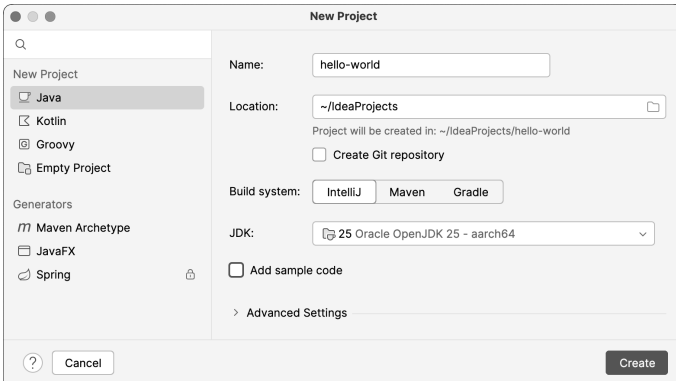 New Project
New Project
Java
Kotlin
G Groovy
Empty Project
Generators
m Maven Archetype
JavaFX
Spring
Name: hello-world
Location: ~/IdeaProjects
Project will be created in: ~/IdeaProjects/hello-world
Create Git repository
Build system: IntelliJ Maven Gradle
JDK: 25 Oracle OpenJDK 25 - aarch64
Add sample code
> Advanced Settings
? Cancel Create